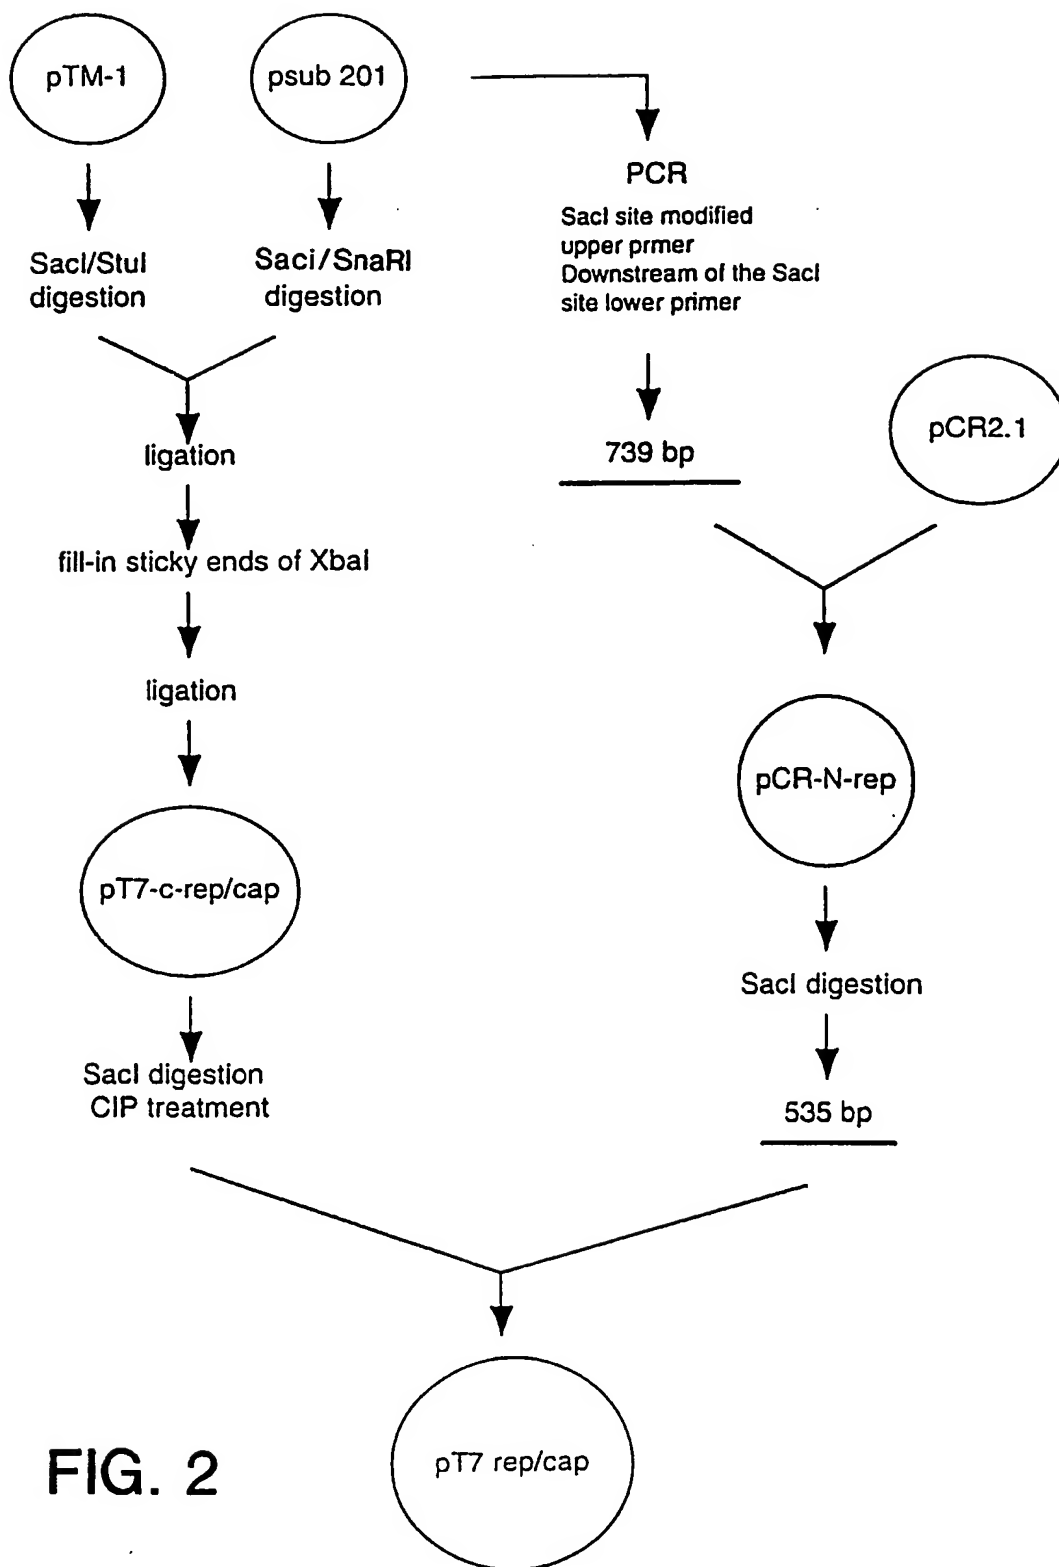 pTM-1
psub 201
SacI/StuI
digestion
Saci/SnaRI
digestion
PCR
SacI site modified
upper prmer
Downstream of the SacI
site lower primer
ligation
739 bp
pCR2.1
fill-in sticky ends of XbaI
ligation
pCR-N-rep
pT7-c-rep/cap
SacI digestion
SacI digestion
CIP treatment
535 bp
pT7 rep/cap
FIG. 2